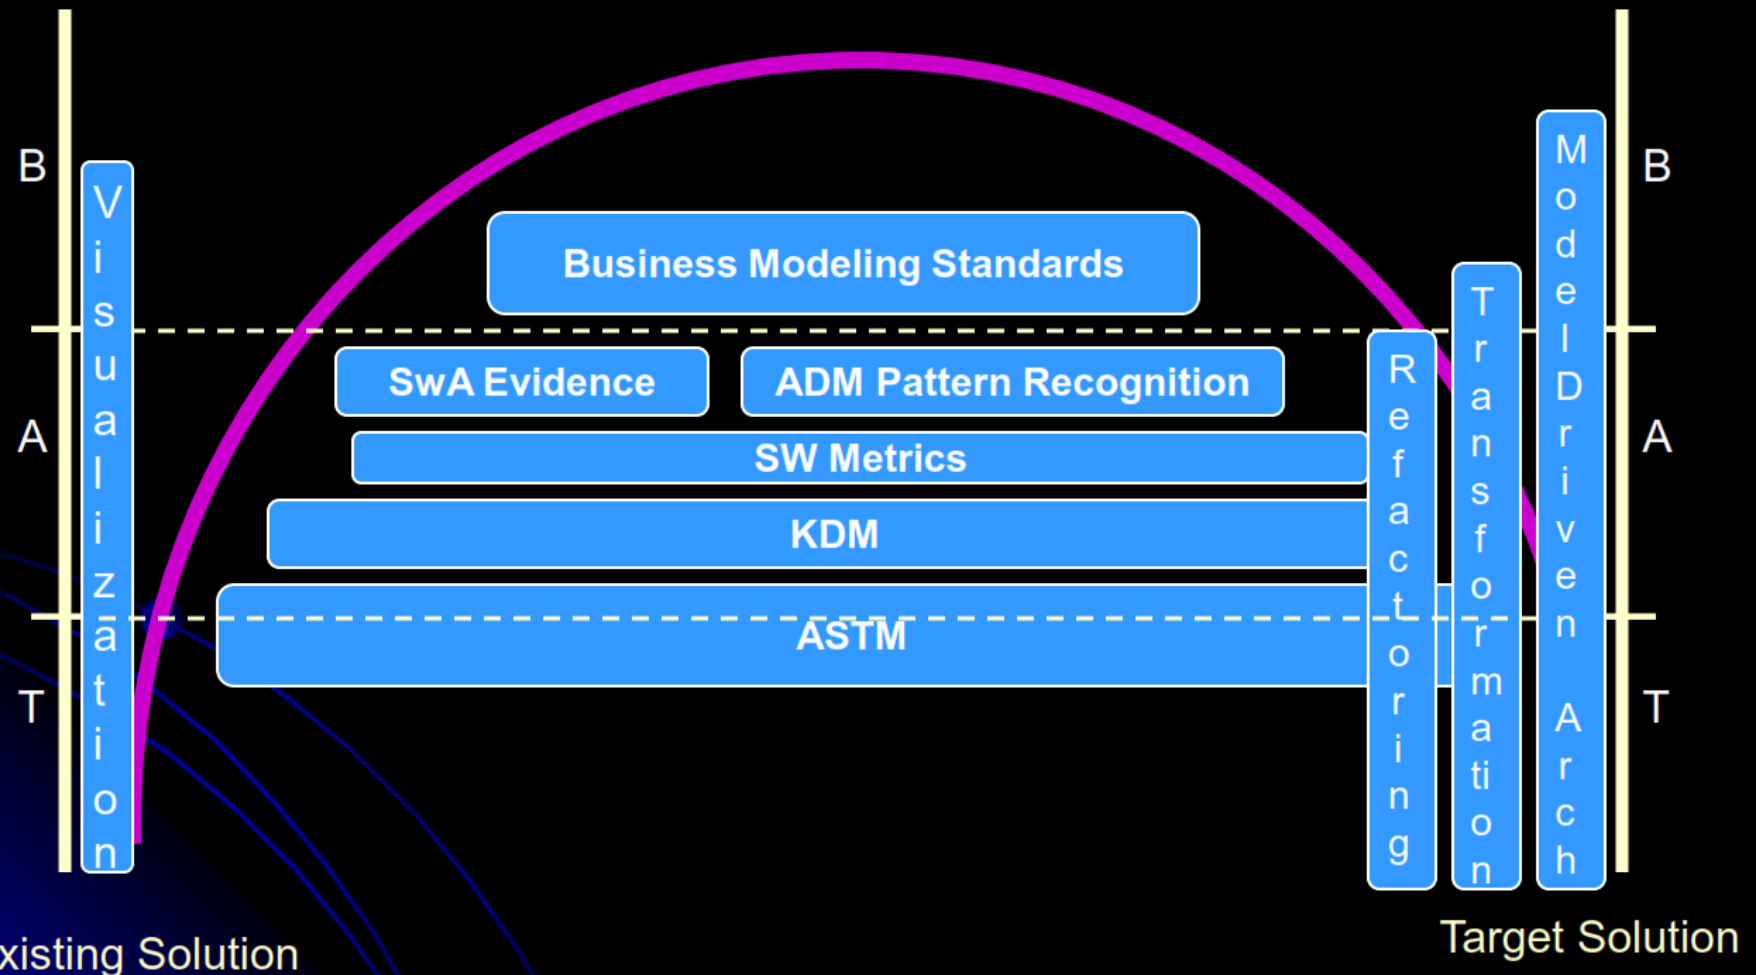 B
A
T
Visualization
Business Modeling Standards
SwA Evidence
ADM Pattern Recognition
SW Metrics
KDM
ASTM
Refactoring
Transformation
Model Driven Arch
B
A
T
xisting Solution
Target Solution